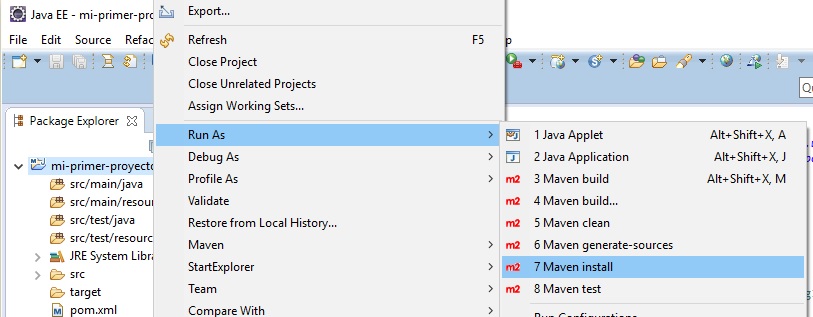 Java EE - mi-primer-proyec
File Edit Source Refac
Export...
Refresh F5
Close Project
Close Unrelated Projects
Assign Working Sets...
Run As
Debug As
Profile As
Validate
Restore from Local History...
Maven
StartExplorer
Team
Compare With
Package Explorer
mi-primer-proyecto
src/main/java
src/main/resour
src/test/java
src/test/resourc
JRE System Libra
src
target
pom.xml
1 Java Applet Alt+Shift+X, A
2 Java Application Alt+Shift+X, J
m2 3 Maven build Alt+Shift+X, M
m2 4 Maven build...
m2 5 Maven clean
m2 6 Maven generate-sources
m2 7 Maven install
m2 8 Maven test
Run Configurations